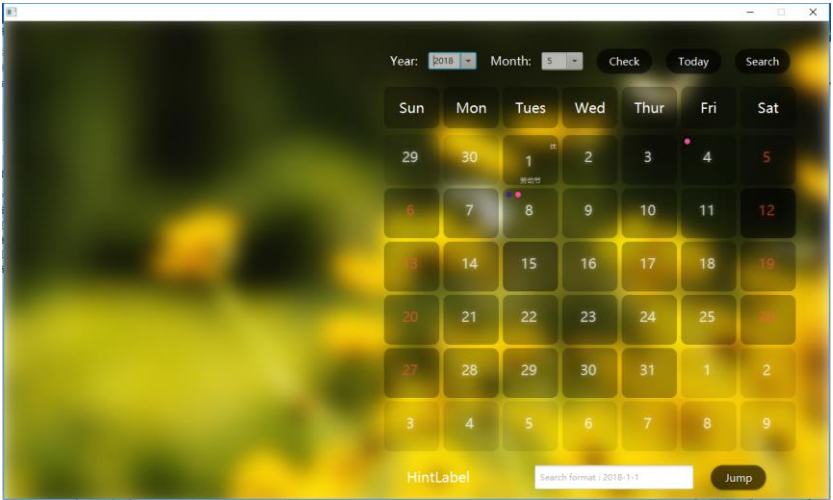 Year: 2018 Month: 5 Check Today Search
Sun Mon Tues Wed Thur Fri Sat
29 30 1 2 3 4 5
劳动节
6 7 8 9 10 11 12
13 14 15 16 17 18 19
20 21 22 23 24 25 26
27 28 29 30 31 1 2
3 4 5 6 7 8 9
HintLabel Search format : 2018-1-1 Jump